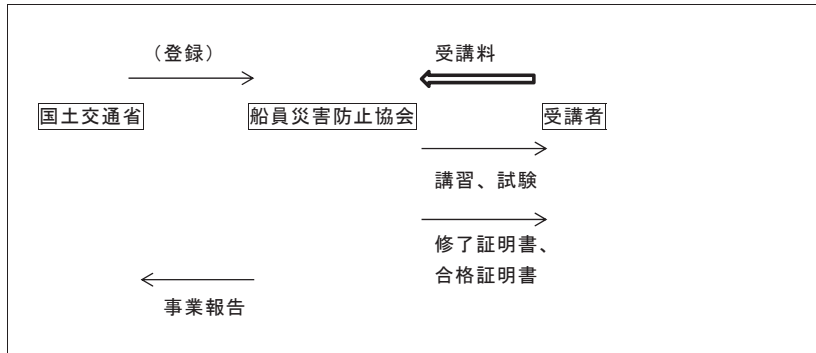 （登録）
受講料
国土交通省
船員災害防止協会
受講者
講習、試験
修了証明書、
合格証明書
事業報告